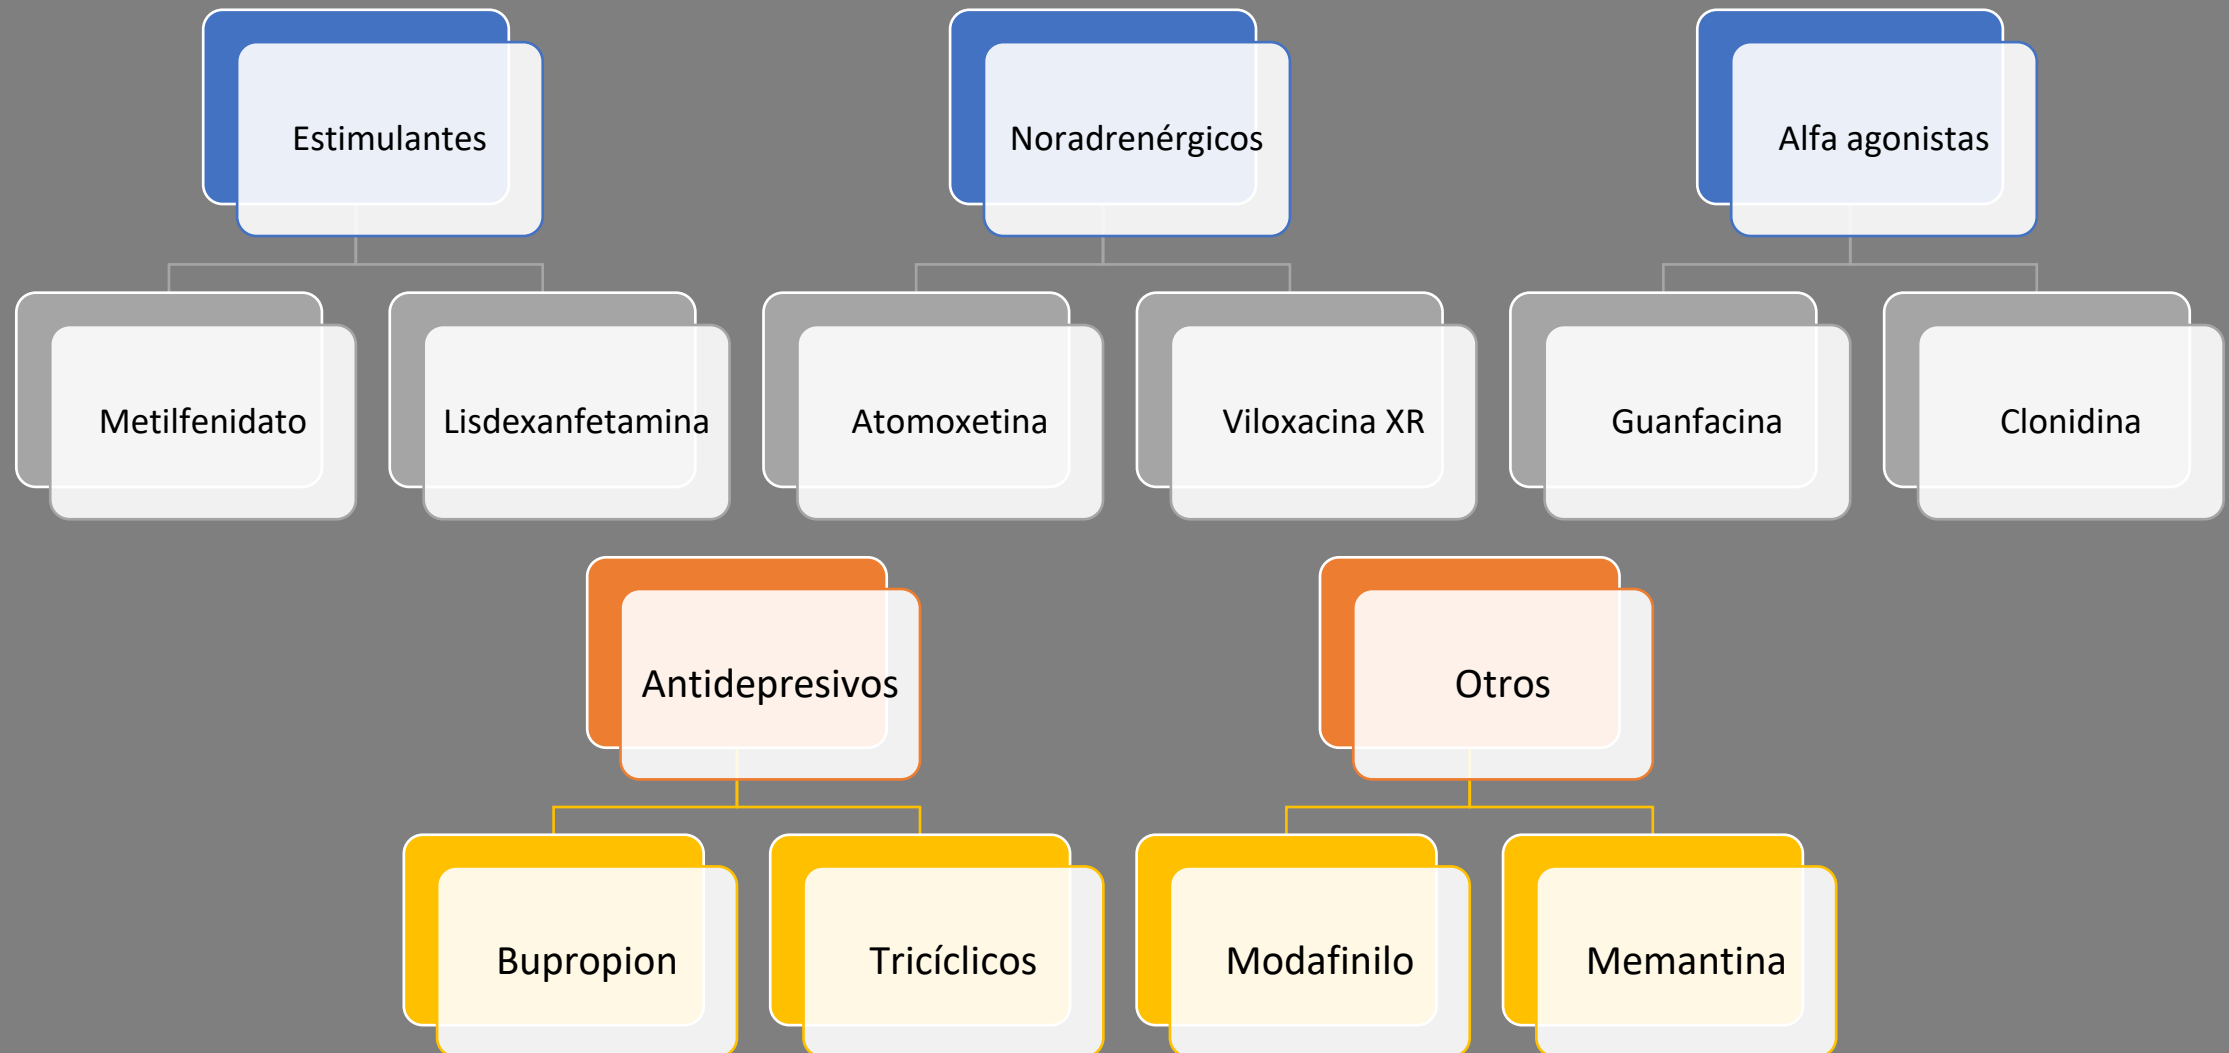 Estimulantes
Noradrenérgicos
Alfa agonistas
Metilfenidato
Lisdexanfetamina
Atomoxetina
Viloxacina XR
Guanfacina
Clonidina
Antidepresivos
Otros
Bupropion
Tricíclicos
Modafinilo
Memantina